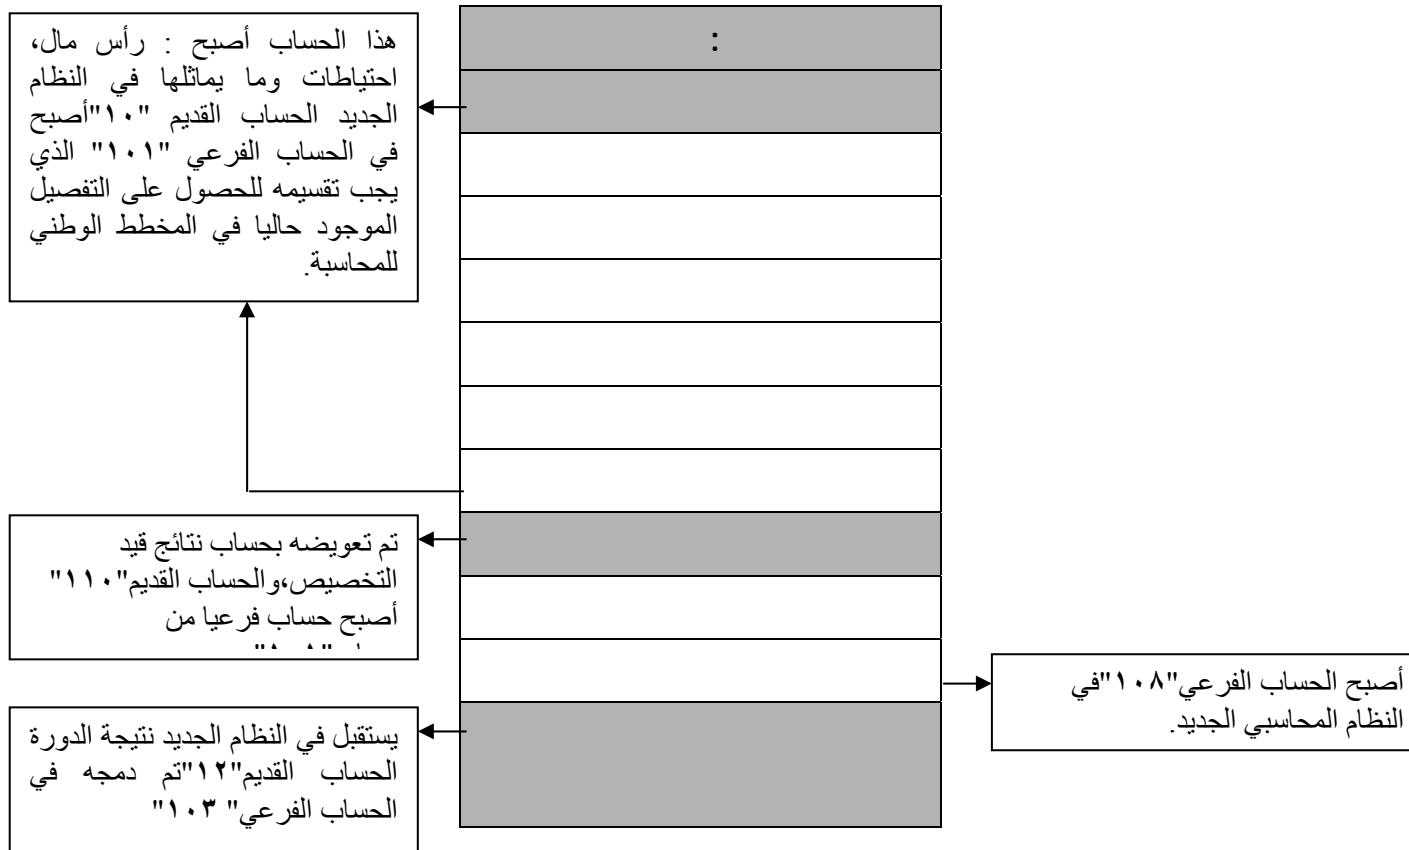 :
هذا الحساب أصبح : رأس مال،
احتياطات وما يماثلها في النظام
الجديد الحساب القديم "١٠"أصبح
في الحساب الفرعي "١٠١" الذي
يجب تقسيمه للحصول على التفصيل
الموجود حاليا في المخطط الوطني
للمحاسبة.
تم تعويضه بحساب نتائج قيد
التخصيص،والحساب القديم"١١٠"
أصبح حساب فرعيا من
أصبح الحساب الفرعي"١٠٨"في
النظام المحاسبي الجديد.
يستقبل في النظام الجديد نتيجة الدورة
الحساب القديم"١٢"تم دمجه في
الحساب الفرعي" ١٠٣"